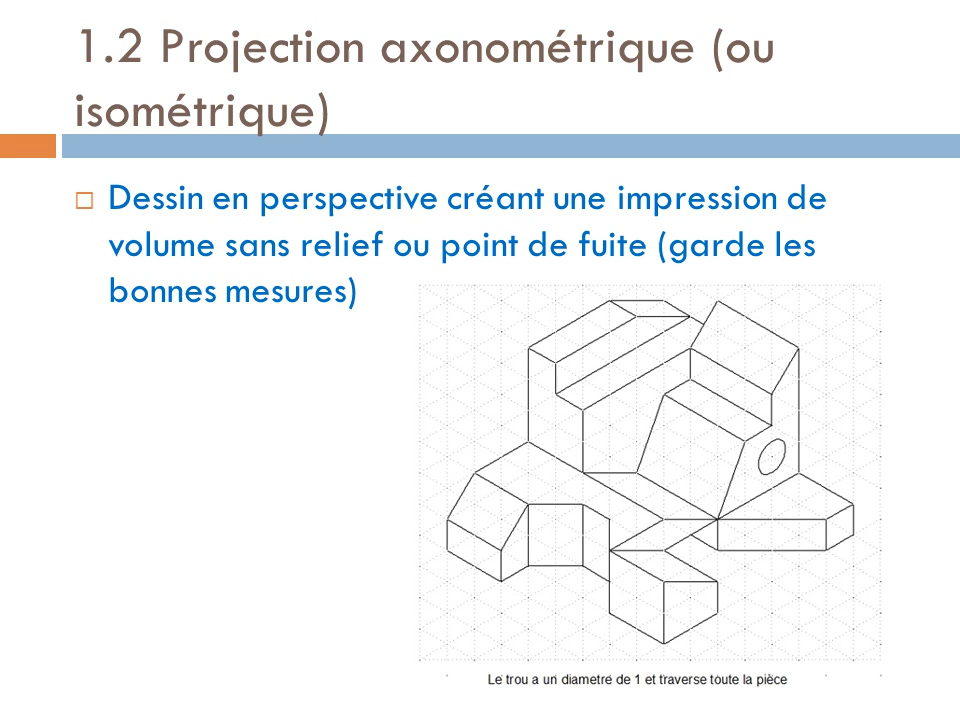 1.2 Projection axonométrique (ou
isométrique)
Dessin en perspective créant une impression de
volume sans relief ou point de fuite (garde les
bonnes mesures)
Le trou a un diametre de 1 et traverse toute la pièce